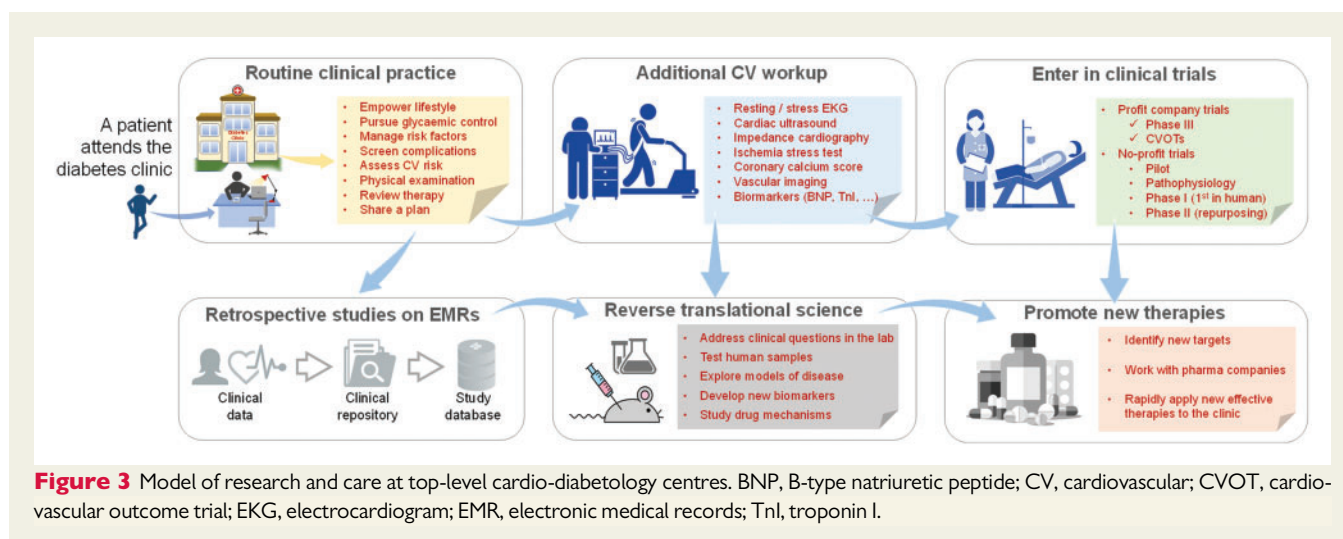 A patient
attends the
diabetes clinic
Routine clinical practice
Diabetes
Clinic
• Empower lifestyle
• Pursue glycaemic control
• Manage risk factors
• Screen complications
• Assess CV risk
• Physical examination
• Review therapy
• Share a plan
Additional CV workup
• Resting / stress EKG
• Cardiac ultrasound
• Impedance cardiography
• Ischemia stress test
• Coronary calcium score
• Vascular imaging
• Biomarkers (BNP, TnI, ...)
Enter in clinical trials
• Profit company trials
✓ Phase III
✓ CVOTs
• No-profit trials
• Pilot
• Pathophysiology
• Phase I (1st in human)
• Phase II (repurposing)
Retrospective studies on EMRs
Clinical
data
Clinical
repository
Study
database
Reverse translational science
• Address clinical questions in the lab
• Test human samples
• Explore models of disease
• Develop new biomarkers
• Study drug mechanisms
Promote new therapies
• Identify new targets
• Work with pharma companies
• Rapidly apply new effective
therapies to the clinic
Figure 3 Model of research and care at top-level cardio-diabetology centres. BNP, B-type natriuretic peptide; CV, cardiovascular; CVOT, cardio-
vascular outcome trial; EKG, electrocardiogram; EMR, electronic medical records; TnI, troponin I.